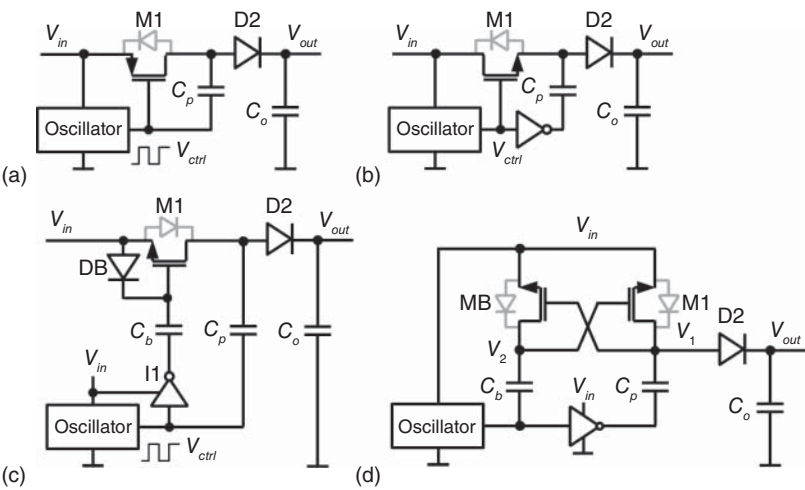 M1
D2
V_in
V_out
C_p
C_o
Oscillator
V_ctrl
(a)
M1
D2
V_in
V_out
C_p
C_o
Oscillator
V_ctrl
(b)
M1
V_in
D2
V_out
DB
C_b
C_p
C_o
V_in
I1
Oscillator
V_ctrl
(c)
V_in
MB
M1
D2
V_2
V_1
V_out
C_b
V_in
C_p
C_o
Oscillator
(d)